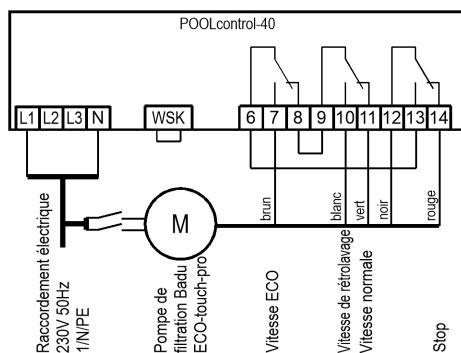 POOLcontrol-40
L1 L2 L3 N WSK 6 7 8 9 10 11 12 13 14
brun
blanc
vert
noir
rouge
M
Raccordement électrique
230V 50Hz
1/N/PE
Pompe de
filtration Badu
ECO-touch-pro
Vitesse ECO
Vitesse de rétrolavage
Vitesse normale
Stop